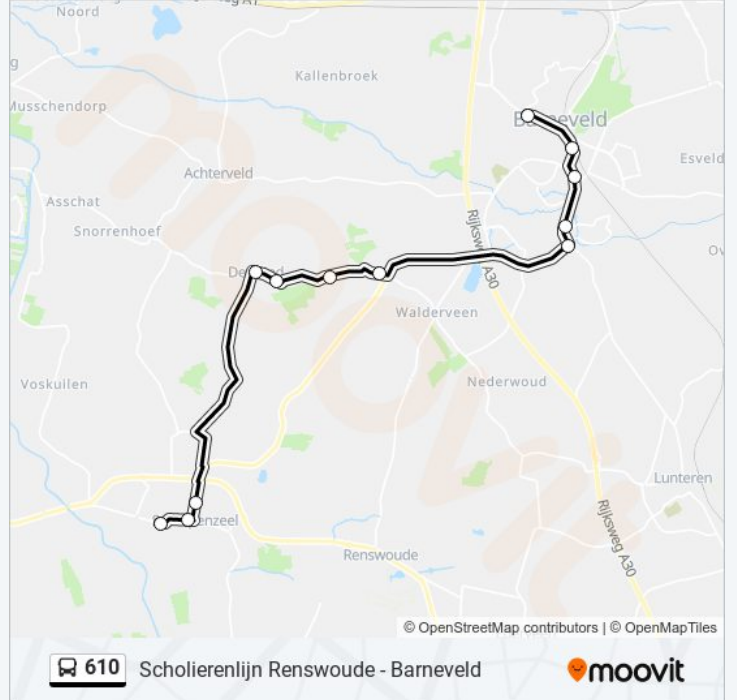 Noord
Kallenbroek
Musschendorp
Barneveld
Esveld
Achterveld
Asschat
Snorrenhoef
Rijksweg A30
Walderveen
Voskuilen
Nederwoud
Lunteren
enzeel
Rijksweg A30
Renswoude
© OpenStreetMap contributors | © OpenMapTiles
610 Scholierenlijn Renswoude - Barneveld
moovit